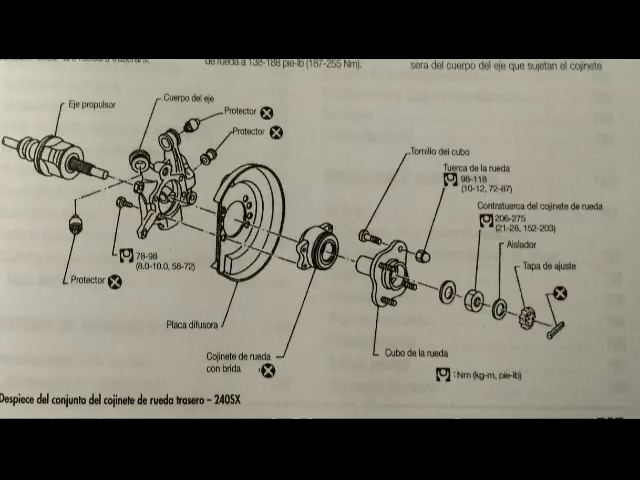 de rueda a 138-188 pie-lb (187-255 Nm).
sera del cuerpo del eje que sujetan el cojinete
Eje propulsor
Cuerpo del eje
Protector
Protector
Tornillo del cubo
Tuerca de la rueda
98-118
(10-12, 72-87)
Contratuerca del cojinete de rueda
206-275
(21-28, 152-203)
Aislador
Tapa de ajuste
78-98
(8.0-10.0, 58-72)
Protector
Placa difusora
Cojinete de rueda
con brida
Cubo de la rueda
: Nm (kg-m, pie-lb)
Despiece del conjunto del cojinete de rueda trasero – 240SX